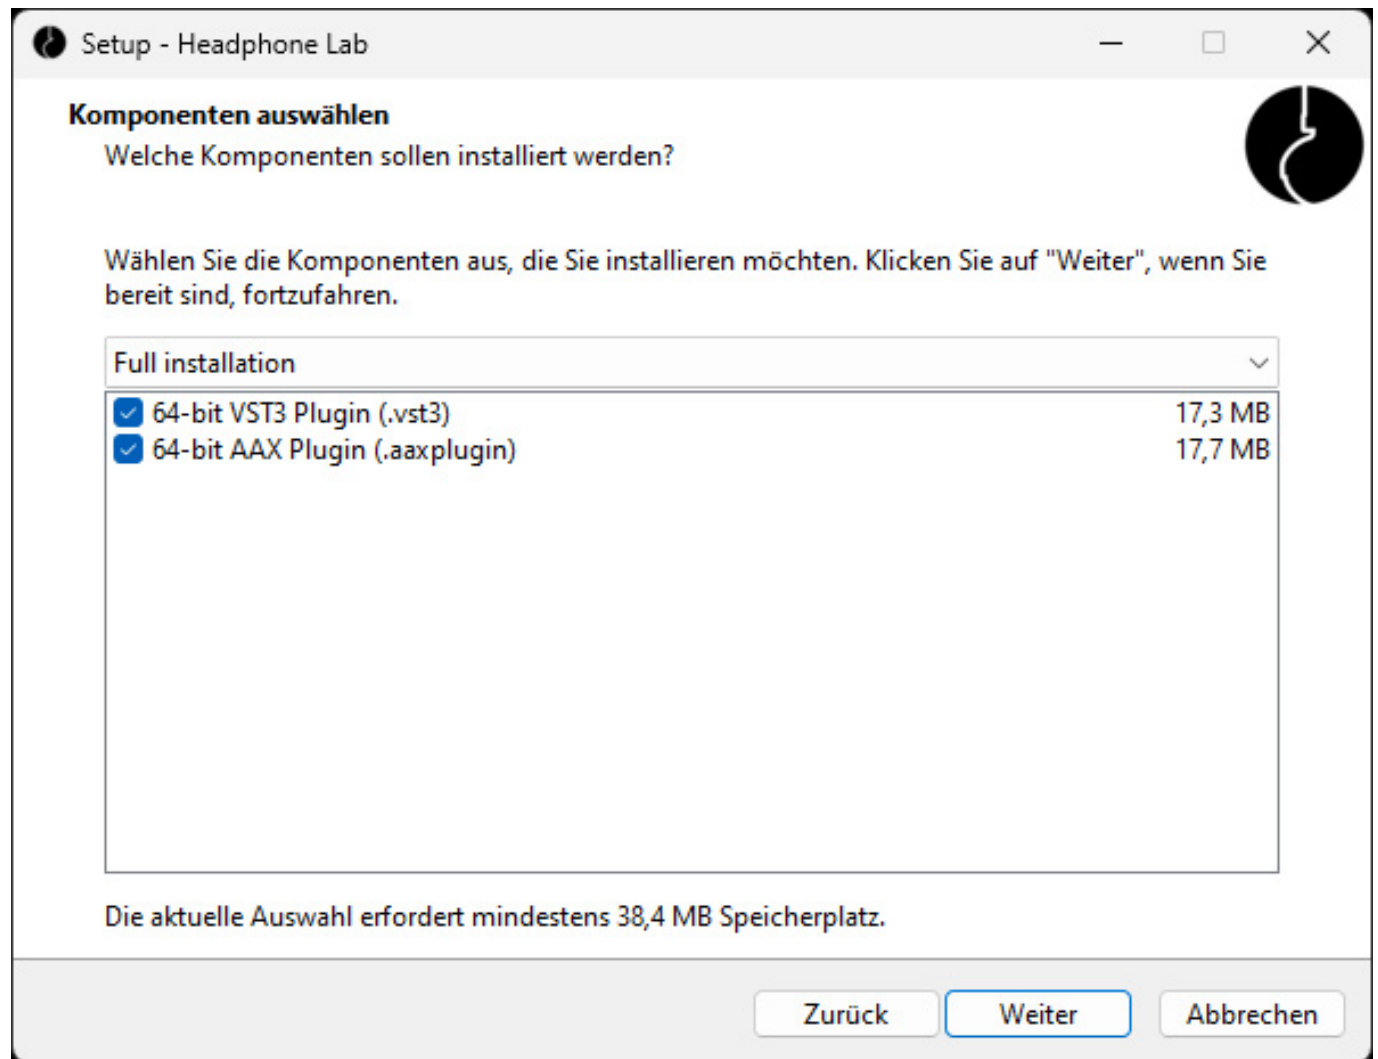 Setup - Headphone Lab
Komponenten auswählen
Welche Komponenten sollen installiert werden?
Wählen Sie die Komponenten aus, die Sie installieren möchten. Klicken Sie auf "Weiter", wenn Sie
bereit sind, fortzufahren.
Full installation
64-bit VST3 Plugin (.vst3) 17,3 MB
64-bit AAX Plugin (.aaxplugin) 17,7 MB
Die aktuelle Auswahl erfordert mindestens 38,4 MB Speicherplatz.
Zurück Weiter Abbrechen